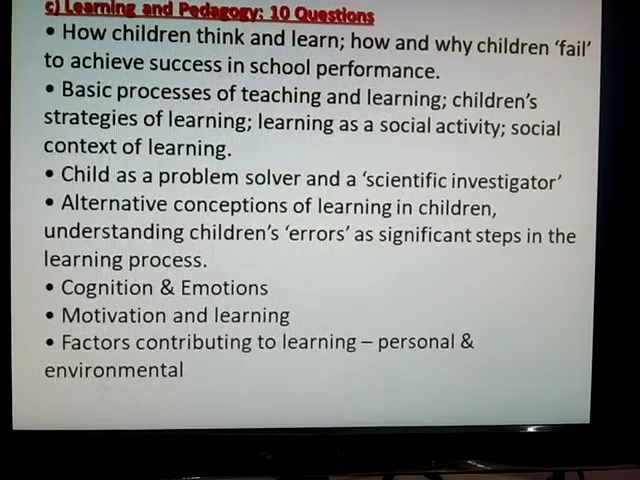 c) Learning and Pedagogy: 10 Questions
• How children think and learn; how and why children ‘fail’
to achieve success in school performance.
• Basic processes of teaching and learning; children’s
strategies of learning; learning as a social activity; social
context of learning.
• Child as a problem solver and a ‘scientific investigator’
• Alternative conceptions of learning in children,
understanding children’s ‘errors’ as significant steps in the
learning process.
• Cognition & Emotions
• Motivation and learning
• Factors contributing to learning – personal &
environmental